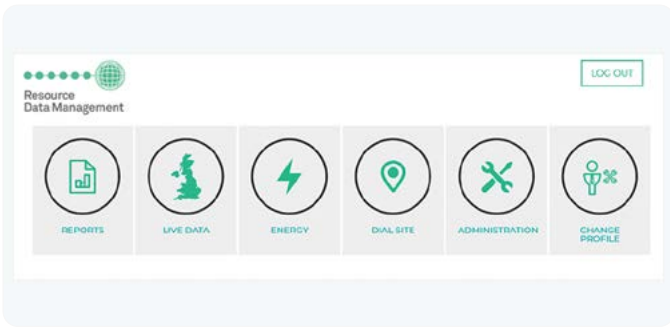 LOG OUT
Resource
Data Management
REPORTS
LIVE DATA
ENERGY
DIAL SITE
ADMINISTRATION
CHANGE
PROFILE